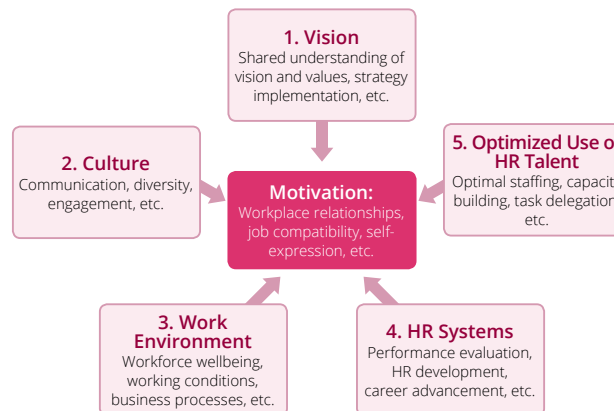 1. Vision
Shared understanding of
vision and values, strategy
implementation, etc.
2. Culture
Communication, diversity,
engagement, etc.
5. Optimized Use o
HR Talent
Optimal staffing, capacit
building, task delegation
etc.
Motivation:
Workplace relationships,
job compatibility, self-
expression, etc.
3. Work
Environment
Workforce wellbeing,
working conditions,
business processes, etc.
4. HR Systems
Performance evaluation,
HR development,
career advancement, etc.